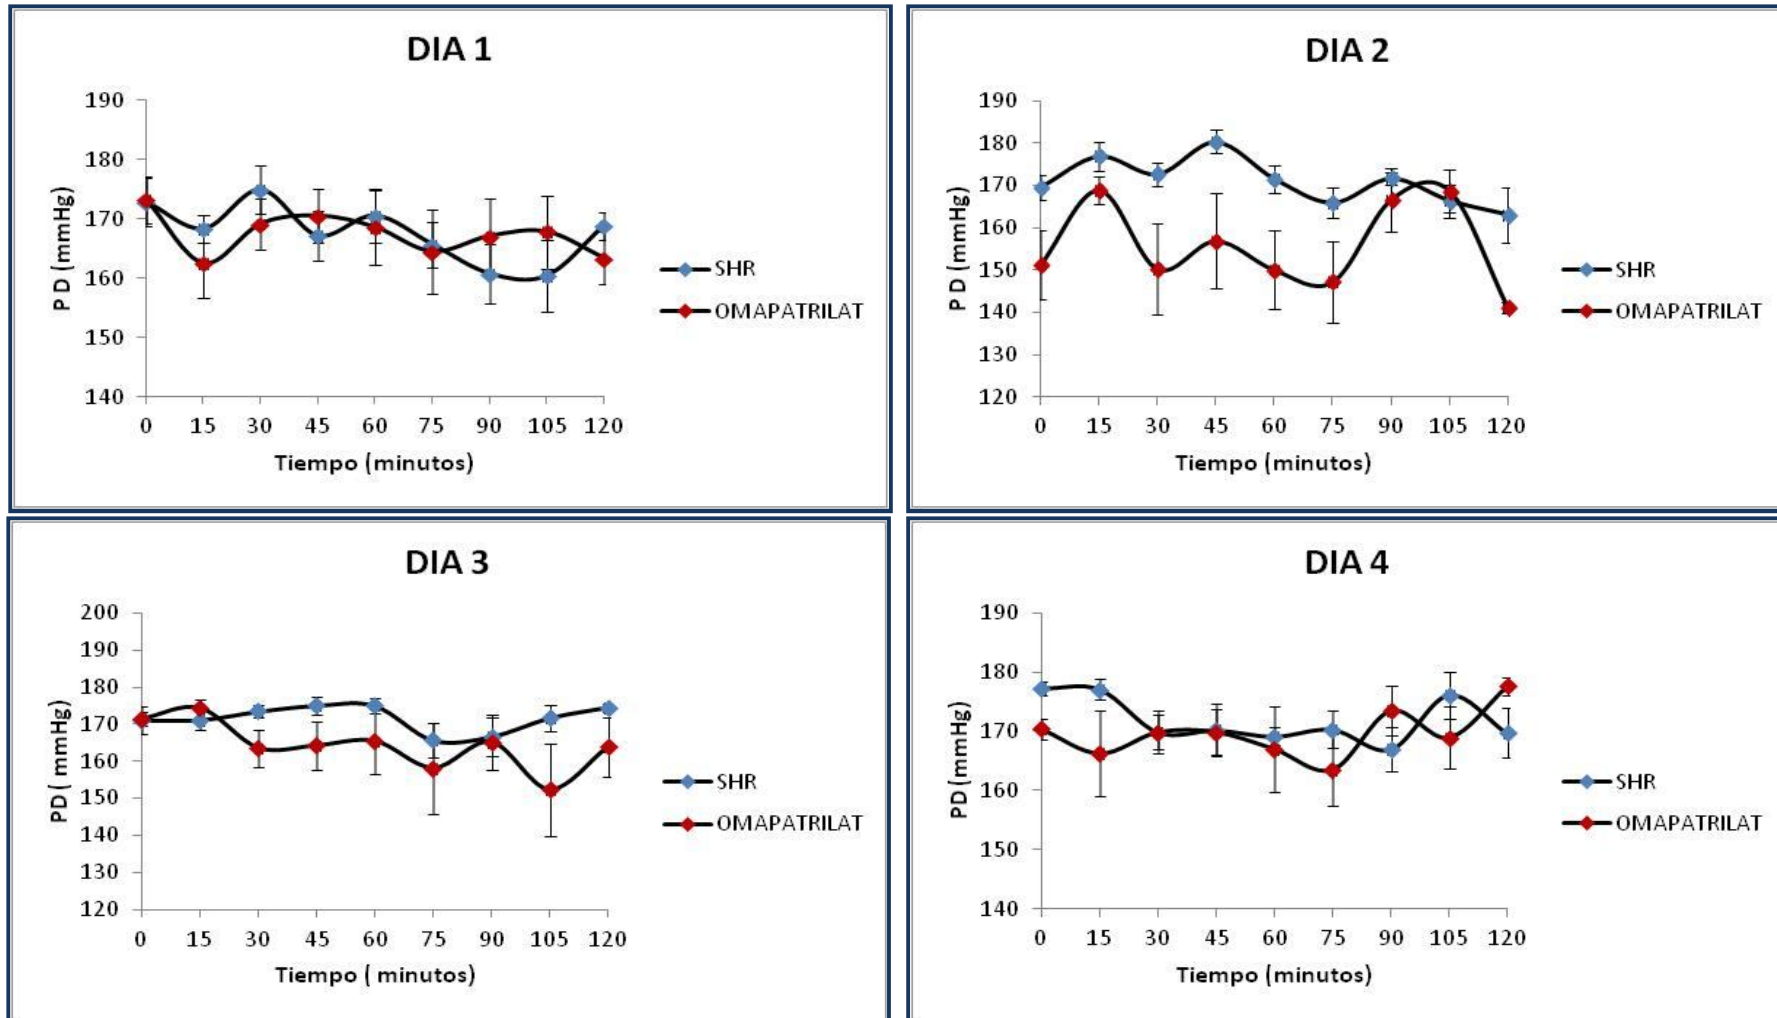 DIA 1
190
180
170
160
150
140
PD (mmHg)
0 15 30 45 60 75 90 105 120
Tiempo (minutos)
SHR
OMAPATRILAT
DIA 2
190
180
170
160
150
140
130
120
PD (mmHg)
0 15 30 45 60 75 90 105 120
Tiempo (minutos)
SHR
OMAPATRILAT
DIA 3
200
190
180
170
160
150
140
130
120
PD ( mmHg)
0 15 30 45 60 75 90 105 120
Tiempo ( minutos)
SHR
OMAPATRILAT
DIA 4
190
180
170
160
150
140
PD (mmHg)
0 15 30 45 60 75 90 105 120
Tiempo (minutos)
SHR
OMAPATRILAT